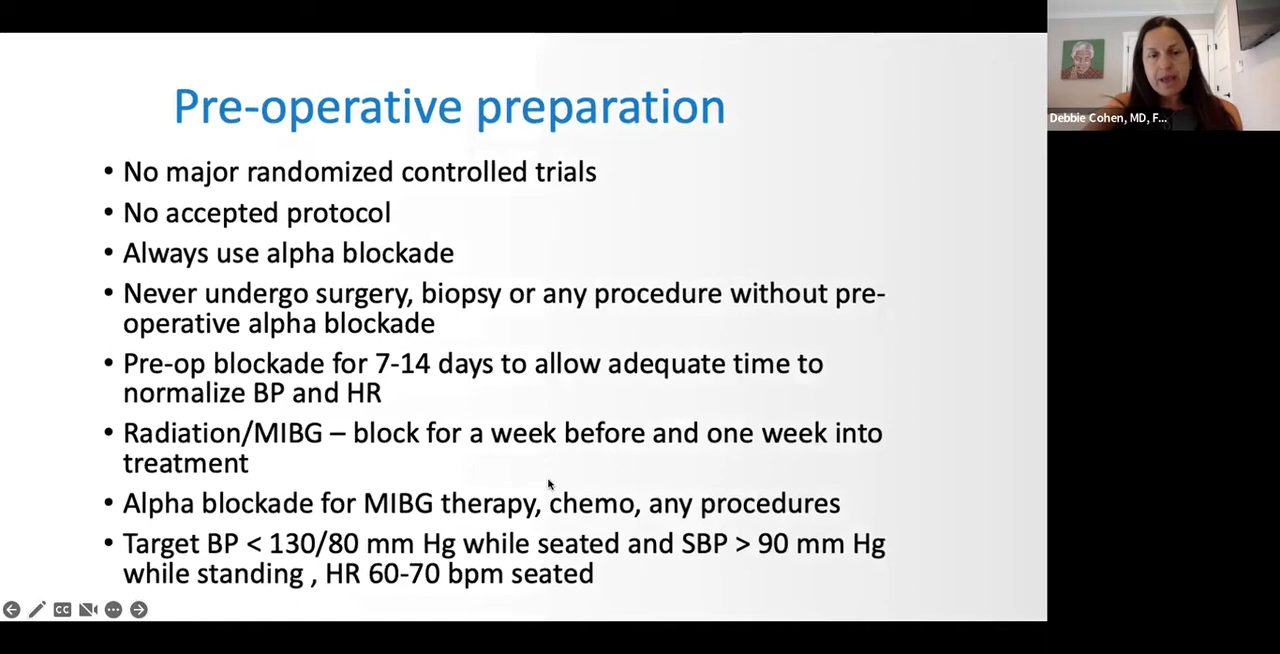 Pre-operative preparation
• No major randomized controlled trials
• No accepted protocol
• Always use alpha blockade
• Never undergo surgery, biopsy or any procedure without pre-
operative alpha blockade
• Pre-op blockade for 7-14 days to allow adequate time to
normalize BP and HR
• Radiation/MIBG – block for a week before and one week into
treatment
• Alpha blockade for MIBG therapy, chemo, any procedures
• Target BP < 130/80 mm Hg while seated and SBP > 90 mm Hg
while standing , HR 60-70 bpm seated
Debbie Cohen, MD, F...
CC